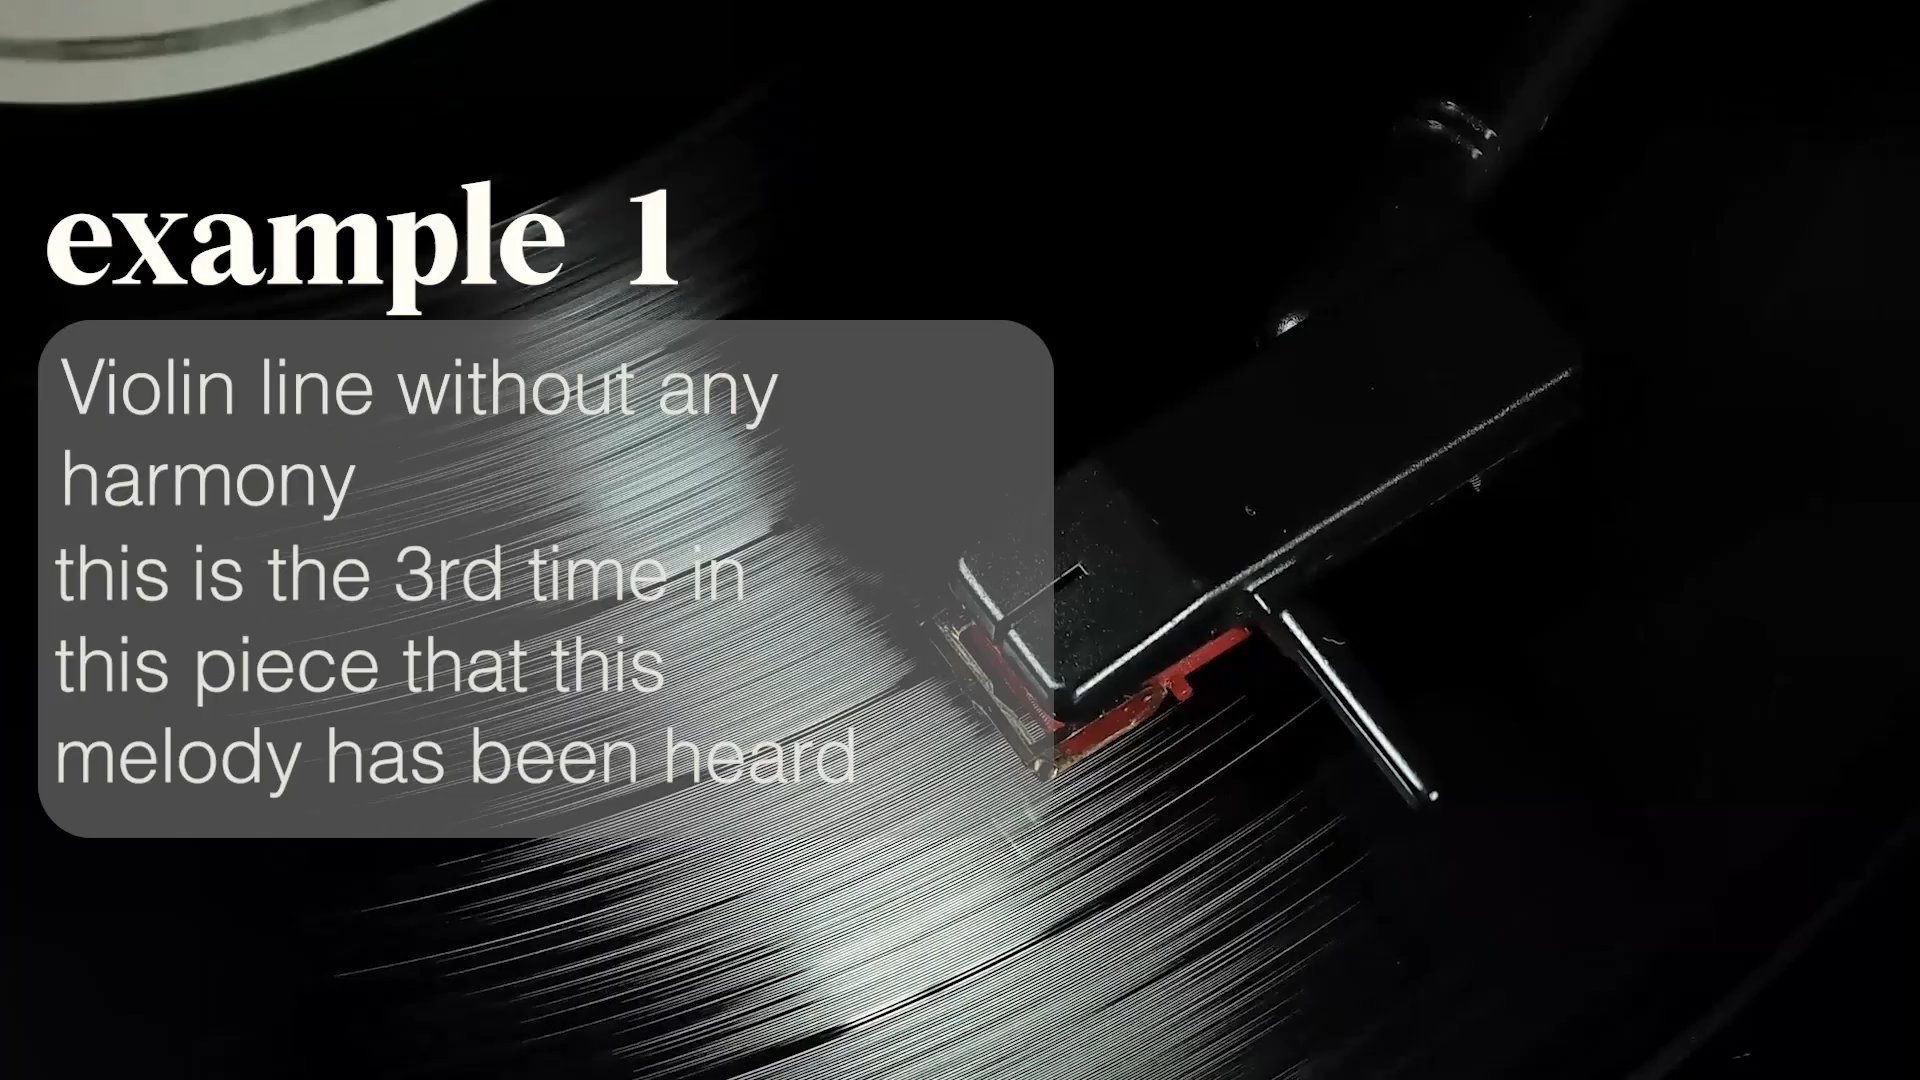 example 1
Violin line without any
harmony
this is the 3rd time in
this piece that this
melody has been heard